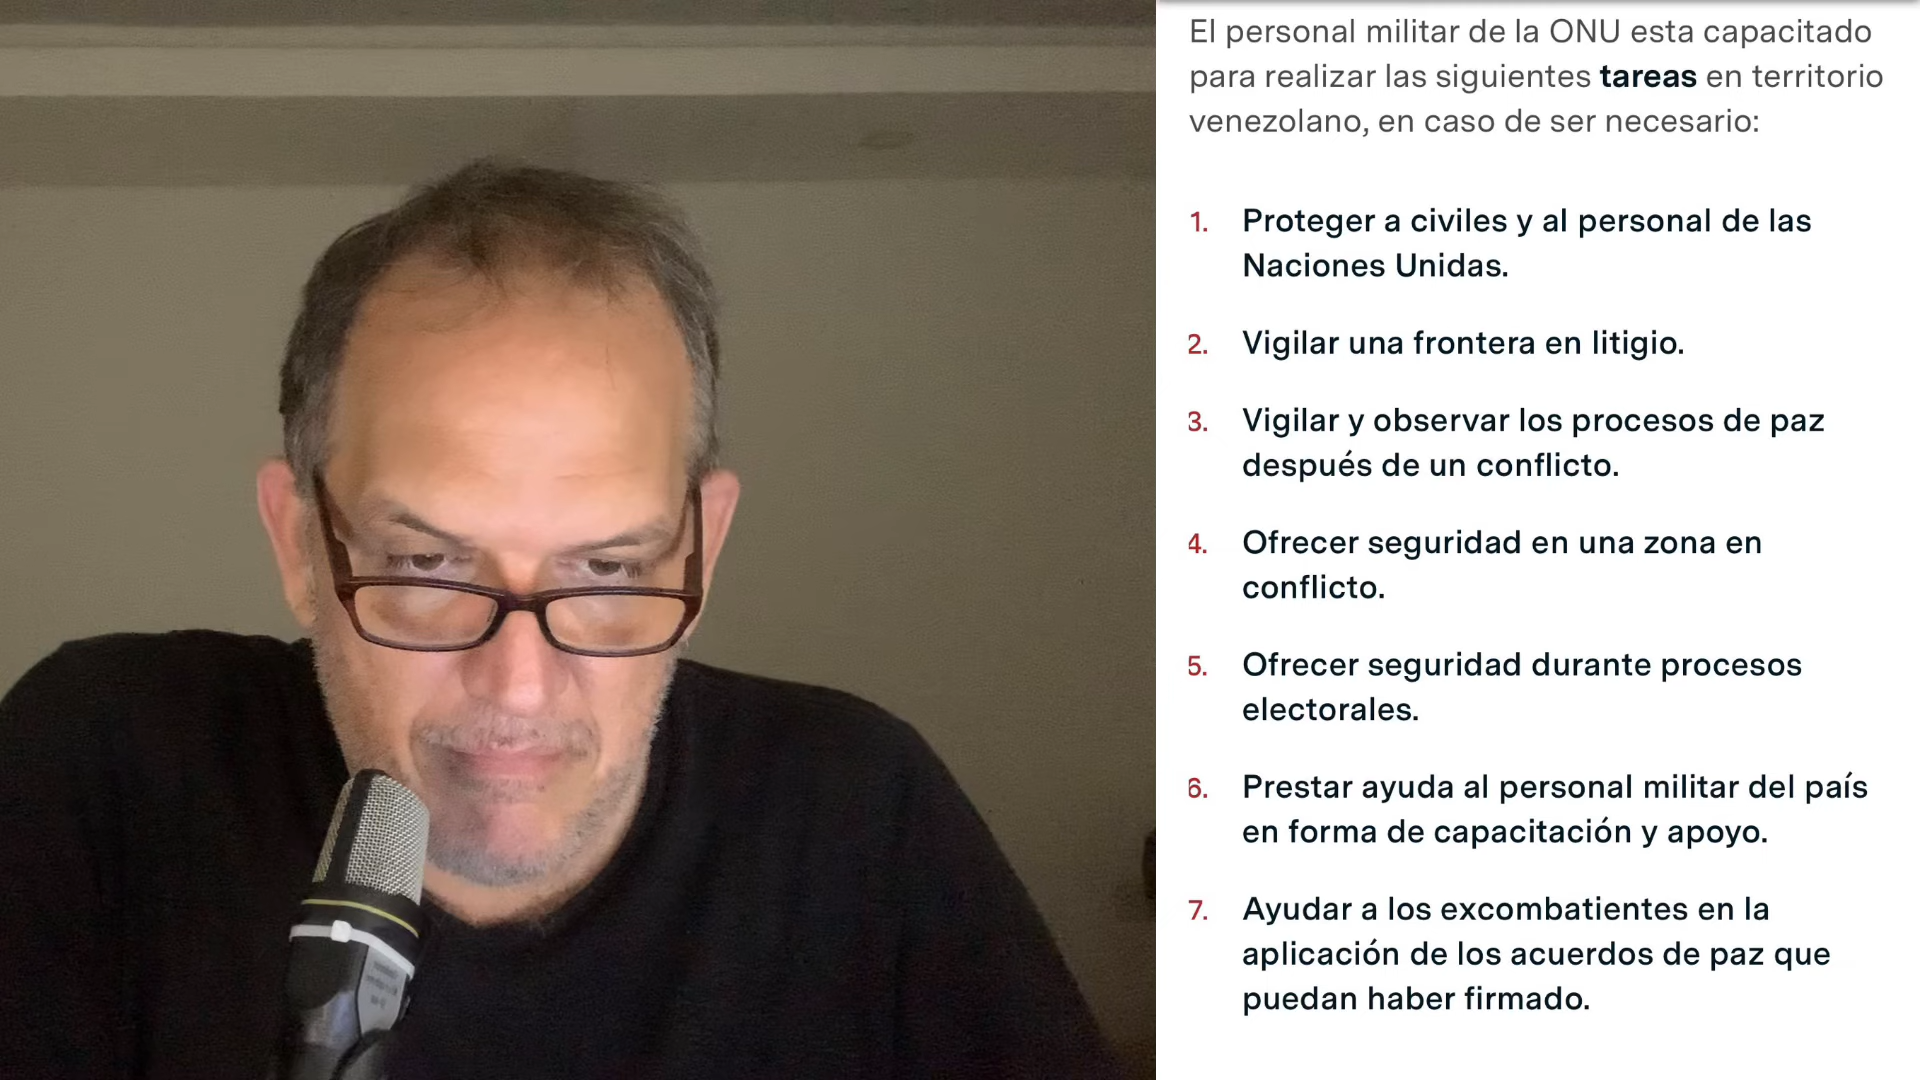 El personal militar de la ONU esta capacitado
para realizar las siguientes tareas en territorio
venezolano, en caso de ser necesario:
1. Proteger a civiles y al personal de las
Naciones Unidas.
2. Vigilar una frontera en litigio.
3. Vigilar y observar los procesos de paz
después de un conflicto.
4. Ofrecer seguridad en una zona en
conflicto.
5. Ofrecer seguridad durante procesos
electorales.
6. Prestar ayuda al personal militar del país
en forma de capacitación y apoyo.
7. Ayudar a los excombatientes en la
aplicación de los acuerdos de paz que
puedan haber firmado.